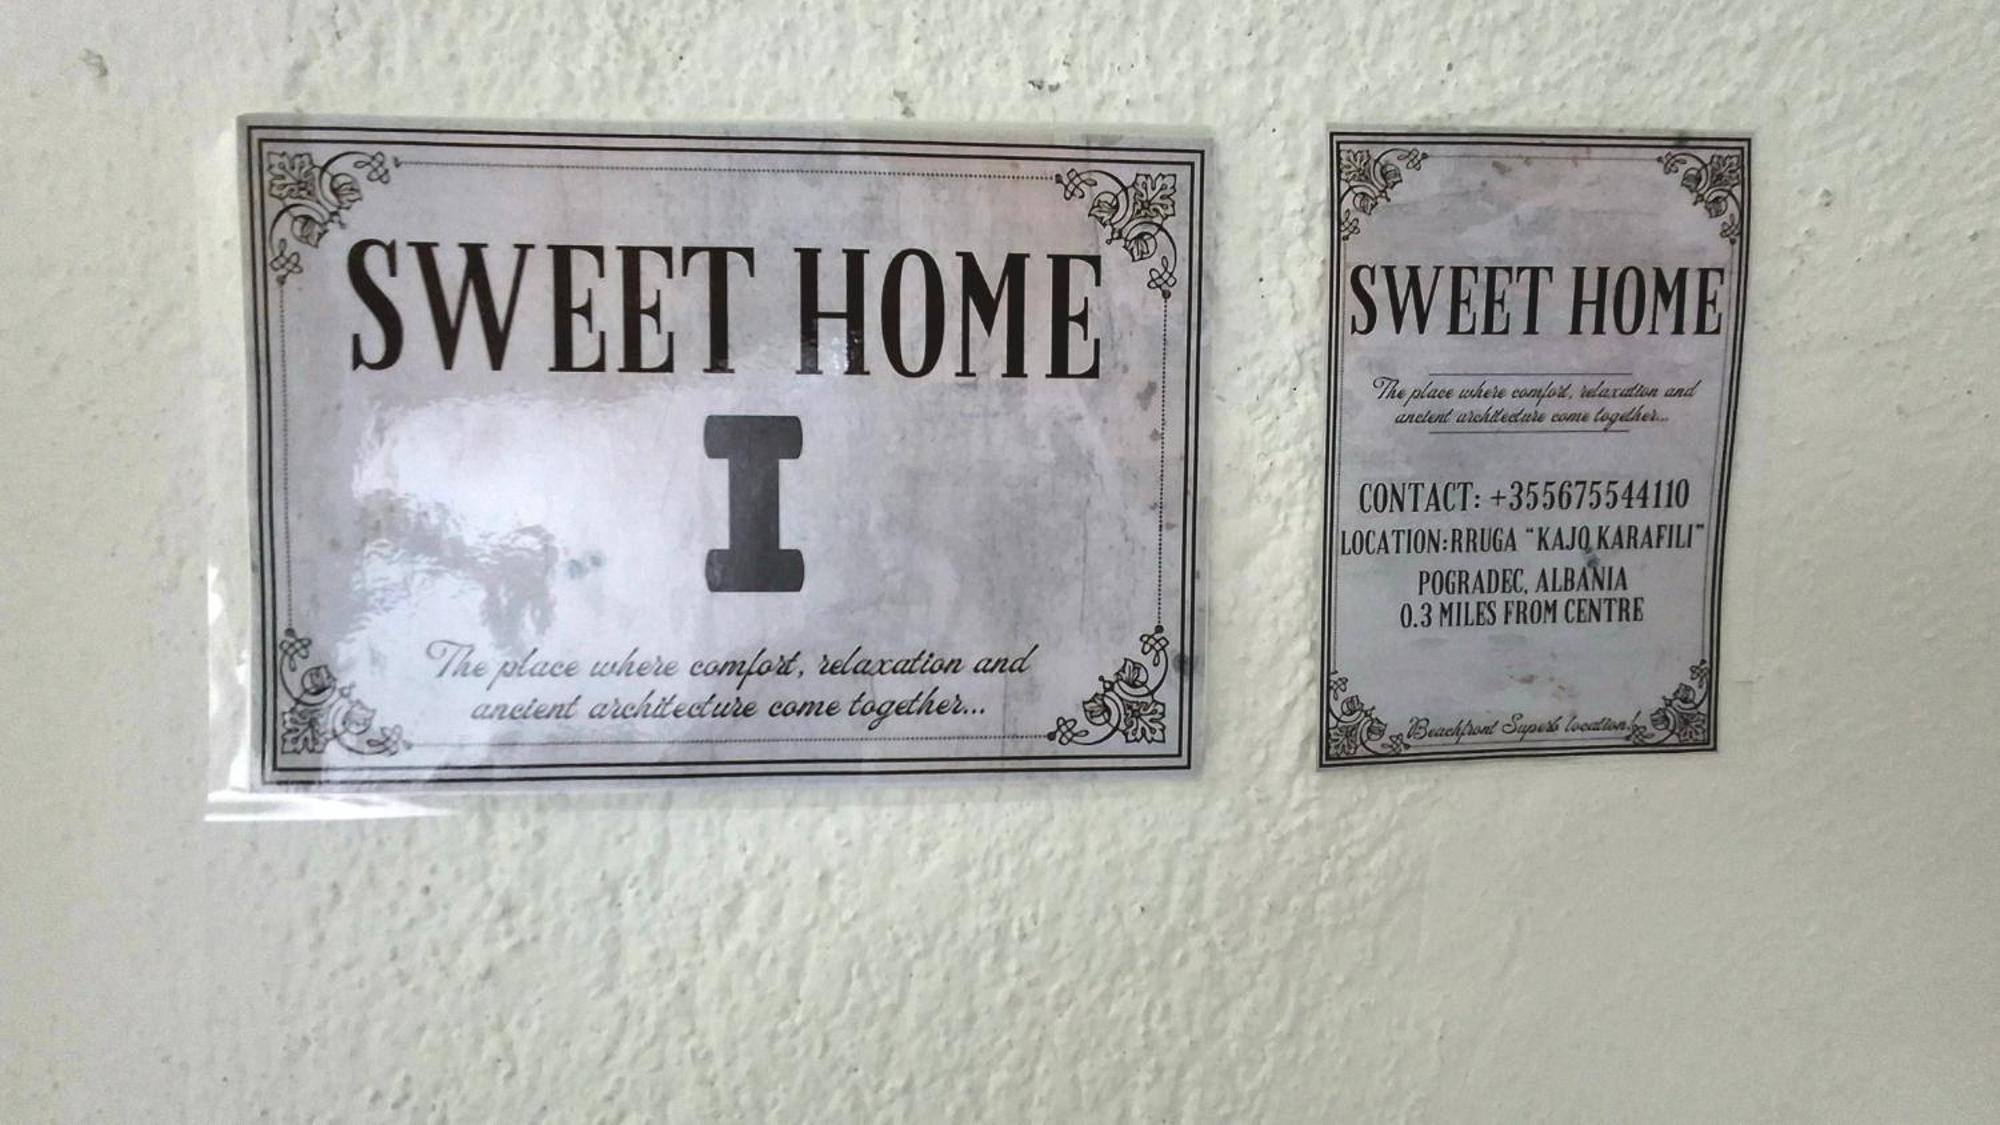 SWEET HOME
I
The place where comfort, relaxation and
ancient architecture come together...
SWEET HOME
The place where comfort, relaxation and
ancient architecture come together...
CONTACT: +355675544110
LOCATION:RRUGA "KAJO KARAFILI"
POGRADEC, ALBANIA
0.3 MILES FROM CENTRE
Beachfront Superb location!